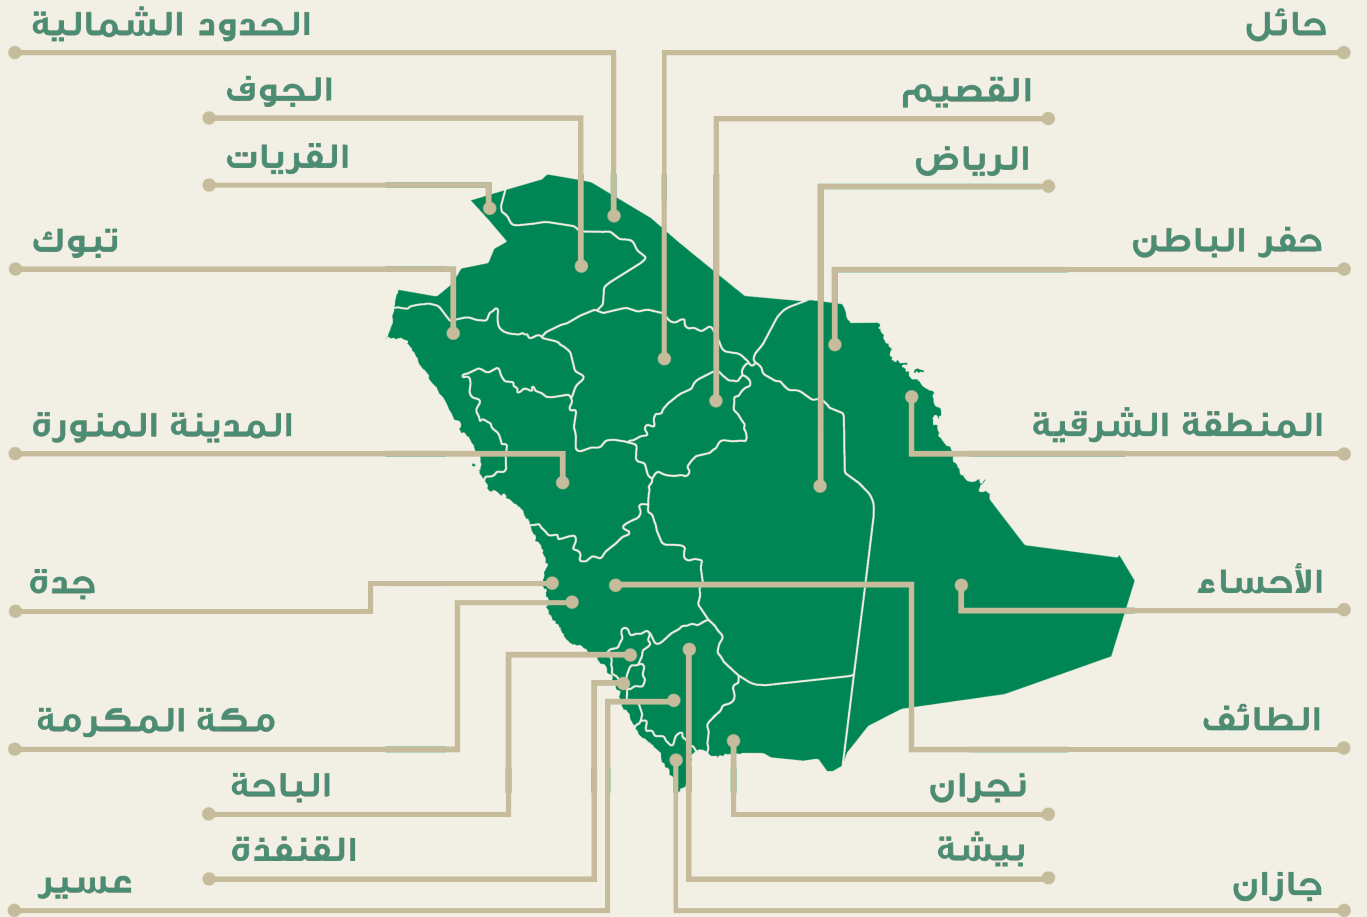 حائل
الحدود الشمالية
القصيم
الجوف
الرياض
القريات
حفر الباطن
تبوك
المنطقة الشرقية
المدينة المنورة
الأحساء
جدة
الطائف
مكة المكرمة
نجران
الباحة
بيشة
القنفذة
جازان
عسير